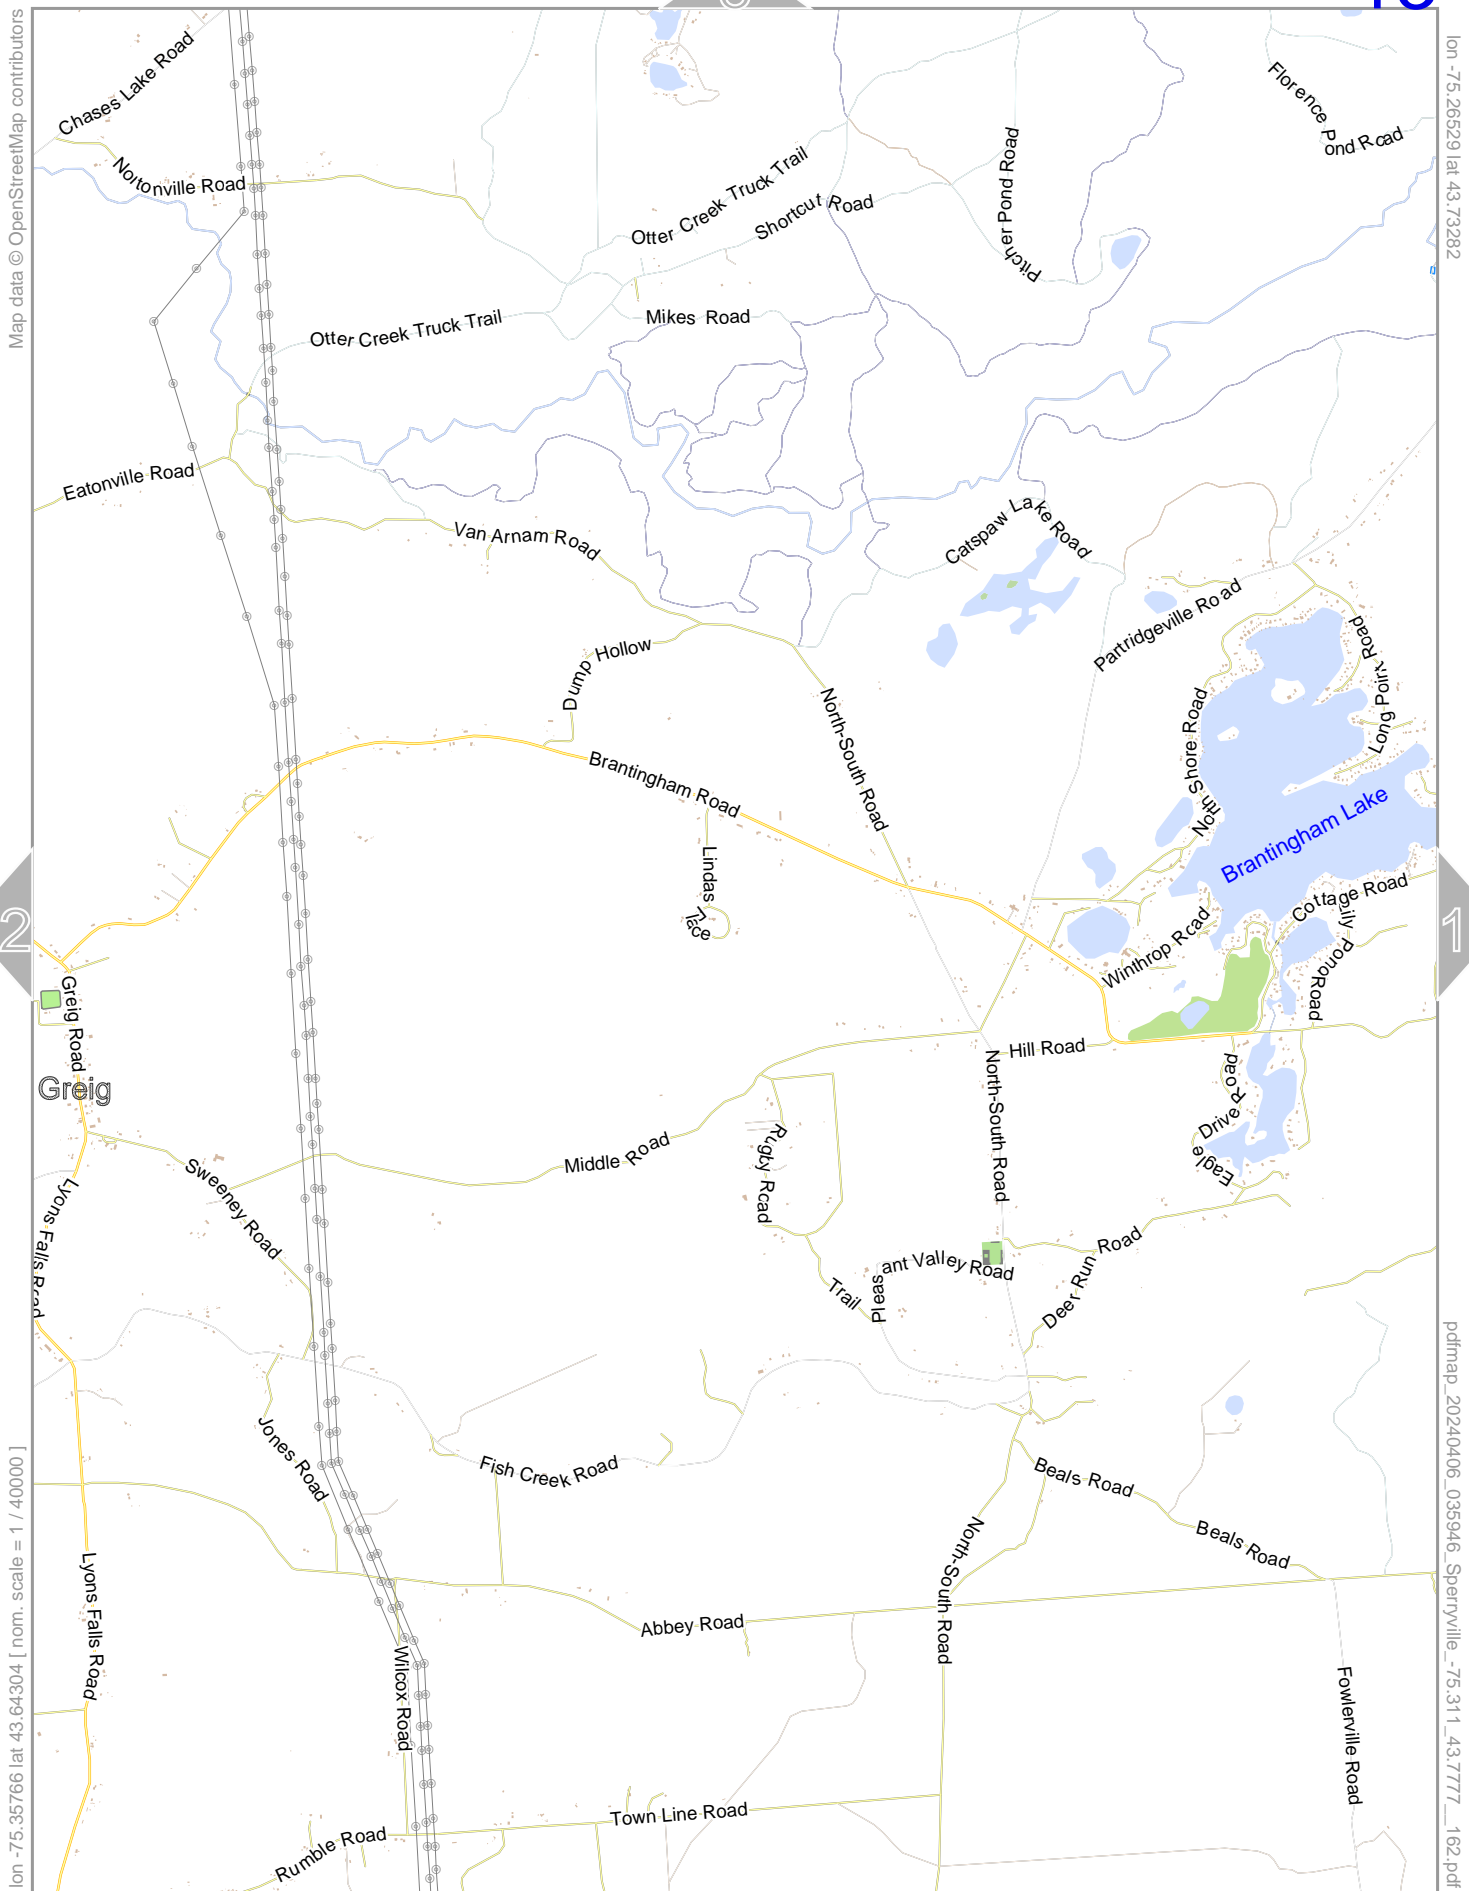 Map data © OpenStreetMap contributors
lon -75.26529 lat 43.73282
Chases Lake Road
Florence Pond Road
Nortonville Road
Otter Creek Truck Trail
Shortcut Road
Pitcher Pond Road
Otter Creek Truck Trail
Mikes Road
Eatonville Road
Van Arnam Road
Catspaw Lake Road
Partridgeville Road
Dump Hollow
Long Point Road
North-South Road
North Shore Road
Brantingham Road
Brantingham Lake
Lindas
Cottage Road
2
1
Winthrop Road
Pond Road
Greig Road
Greig
Hill Road
North-South Road
Eagle Drive Road
Middle Road
Rugby Road
Sweeney Road
Lyons Falls Road
Pleasant Valley Road
Trail
Deer Run Road
Jones Road
Fish Creek Road
Beals Road
Beals Road
North-South Road
Lyons Falls Road
Abbey Road
Wilcox Road
Fowlerville Road
Town Line Road
Rumble Road
lon -75.35766 lat 43.64304 [ nom. scale = 1 / 40000 ]
pdfmap_20240406_035946_Sperryville_-75.311_43.7777__162.pdf